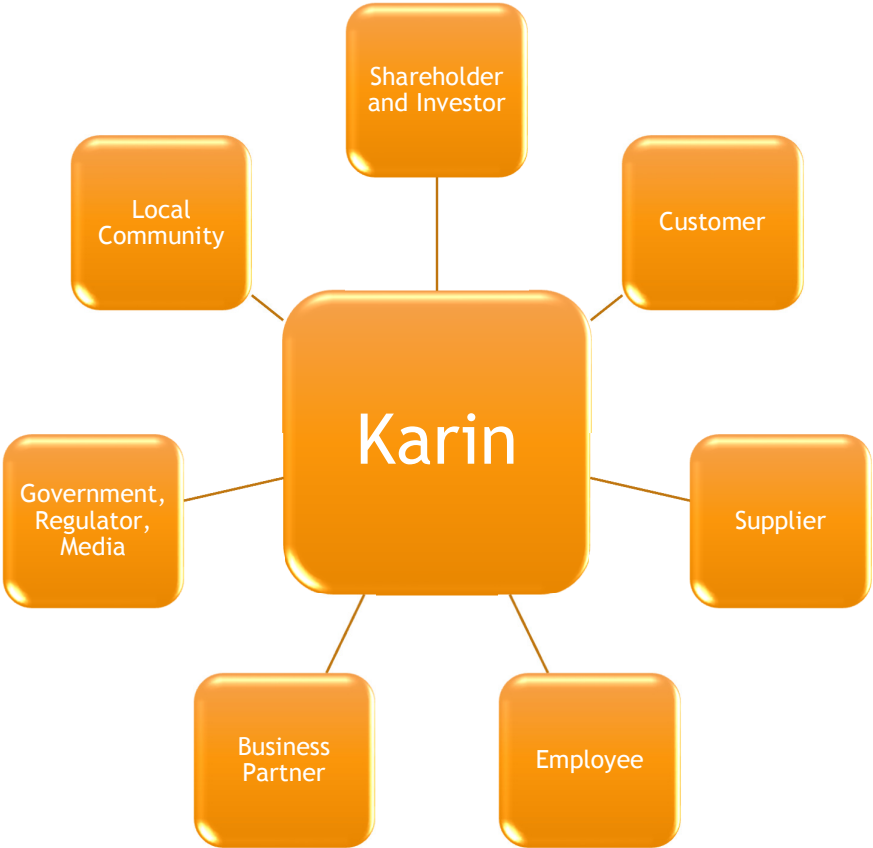 Shareholder
and Investor
Local
Community
Customer
Karin
Government,
Regulator,
Media
Supplier
Business
Partner
Employee